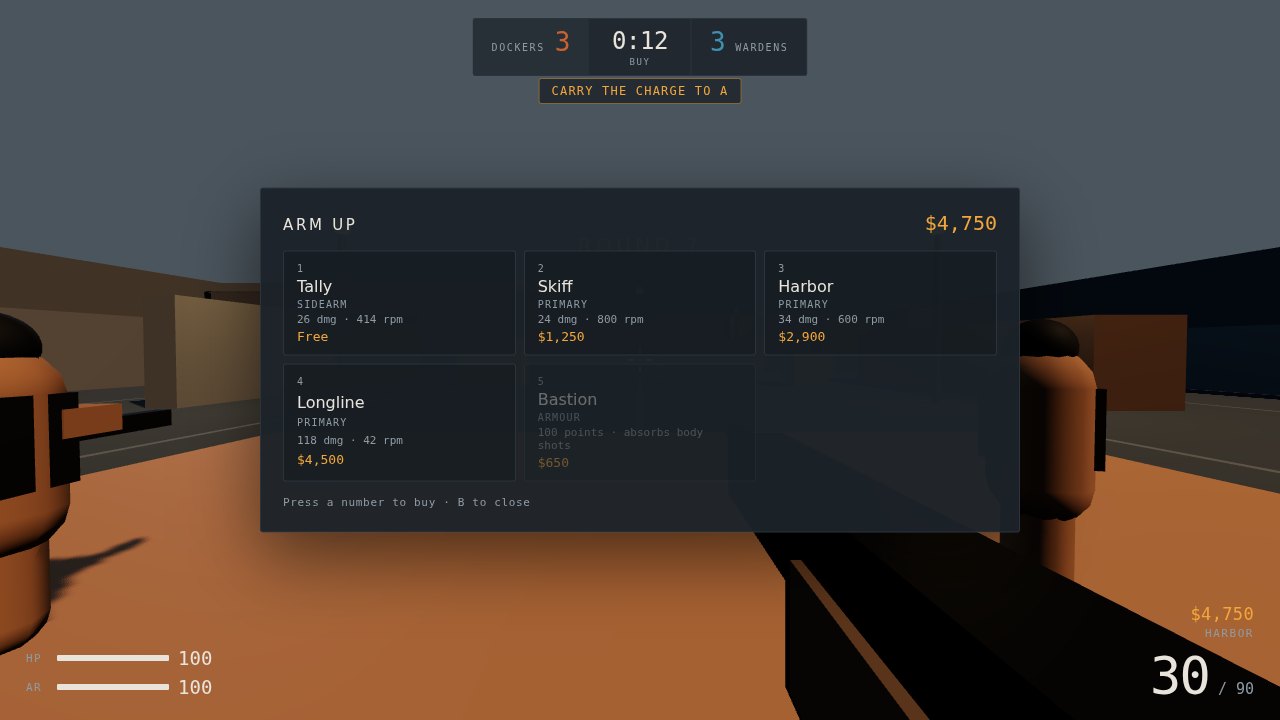 DOCKERS 3
0:12
BUY
3 WARDENS
CARRY THE CHARGE TO A
ARM UP
$4,750
ROUND 7
1
Tally
SIDEARM
26 dmg · 414 rpm
Free
2
Skiff
PRIMARY
24 dmg · 800 rpm
$1,250
3
Harbor
PRIMARY
34 dmg · 600 rpm
$2,900
4
Longline
PRIMARY
118 dmg · 42 rpm
$4,500
5
Bastion
ARMOUR
100 points · absorbs body
shots
$650
Press a number to buy · B to close
HP 100
AR 100
$4,750
HARBOR
30 / 90